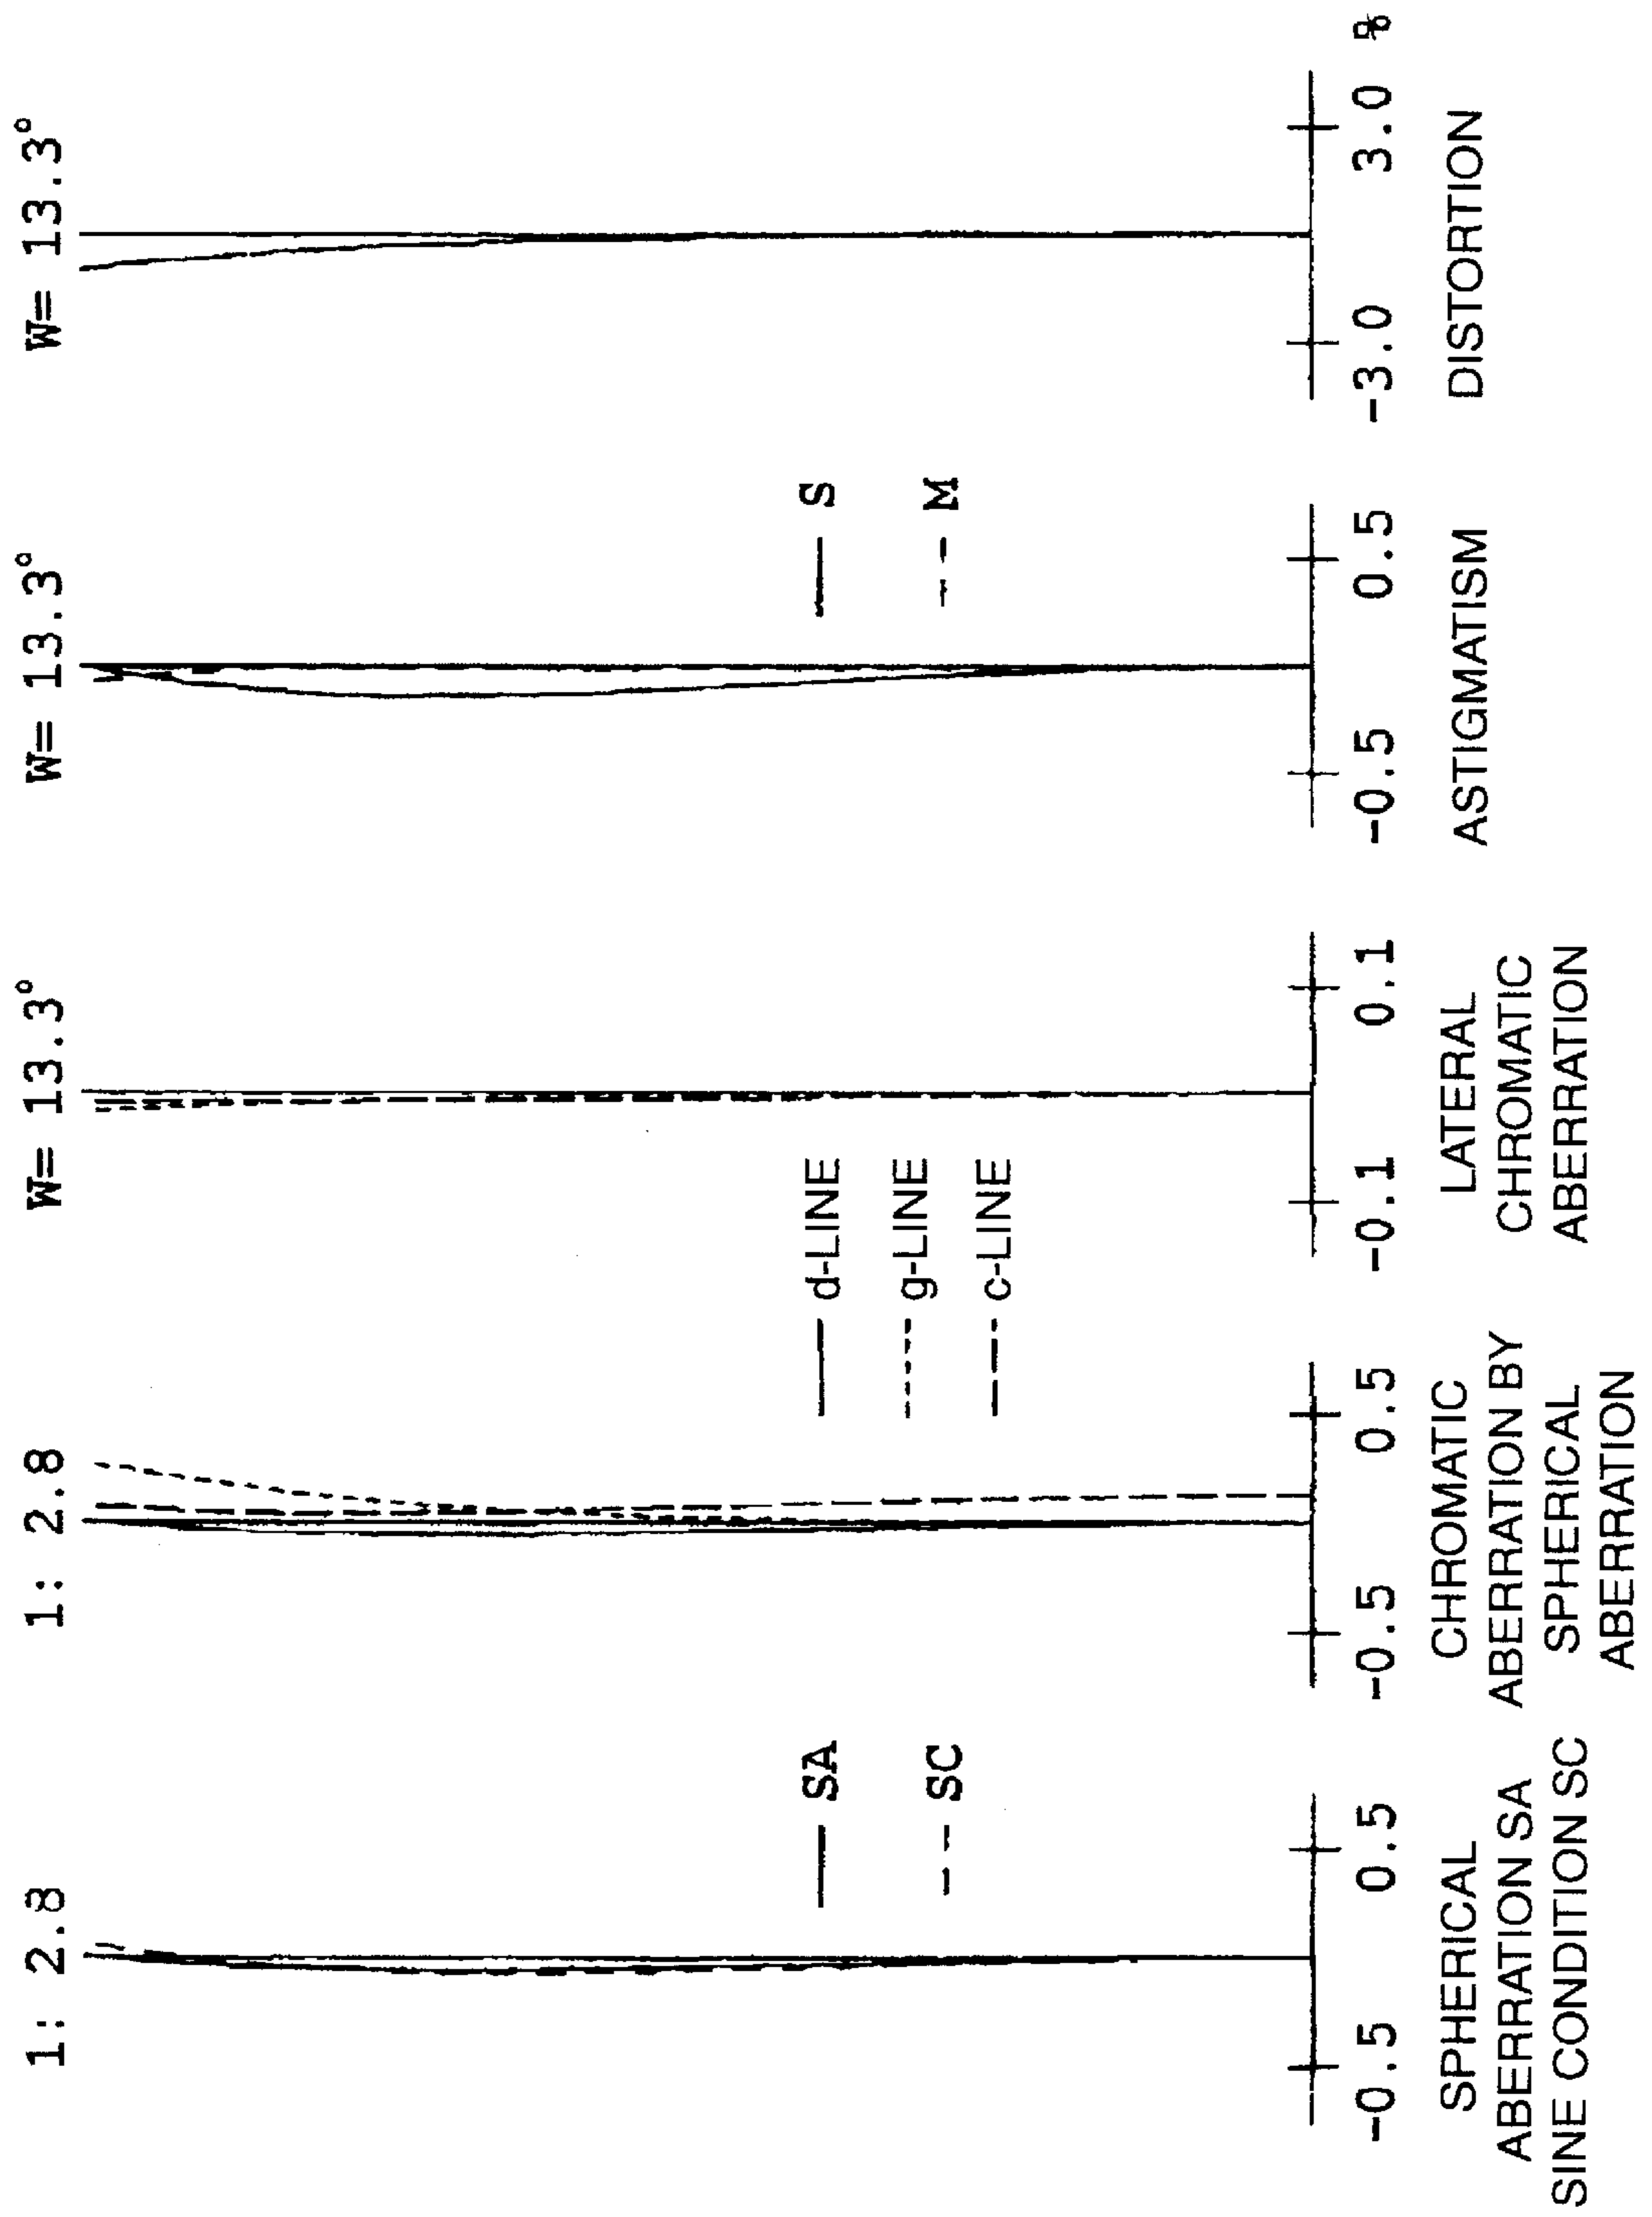 1: 2.8
SA
SC
-0.5
0.5
SPHERICAL
ABERRATION SA
SINE CONDITION SC
1: 2.8
d-LINE
g-LINE
c-LINE
-0.5
0.5
CHROMATIC
ABERRATION BY
SPHERICAL
ABERRATION
W= 13.3°
-0.1
0.1
LATERAL
CHROMATIC
ABERRATION
W= 13.3°
S
M
-0.5
0.5
ASTIGMATISM
W= 13.3°
-3.0
3.0
%
DISTORTION